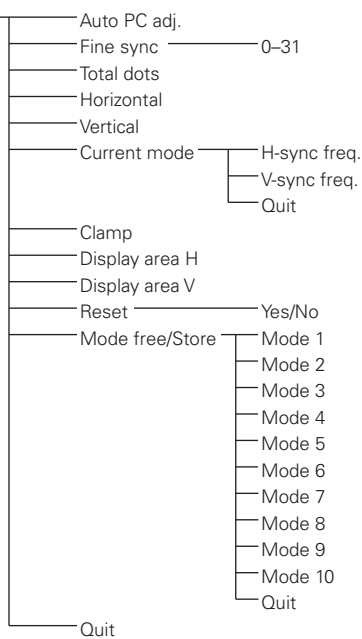 Auto PC adj.
Fine sync 0–31
Total dots
Horizontal
Vertical
Current mode H-sync freq.
V-sync freq.
Quit
Clamp
Display area H
Display area V
Reset Yes/No
Mode free/Store Mode 1
Mode 2
Mode 3
Mode 4
Mode 5
Mode 6
Mode 7
Mode 8
Mode 9
Mode 10
Quit
Quit